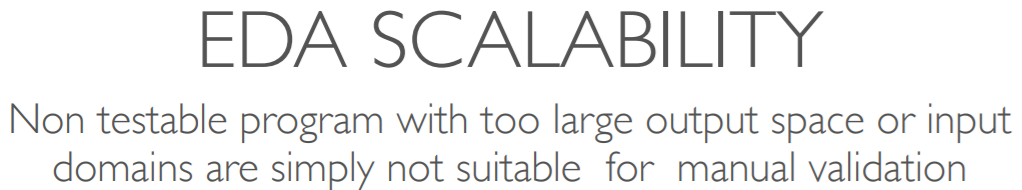 EDA SCALABILITY
Non testable program with too large output space or input
domains are simply not suitable for manual validation